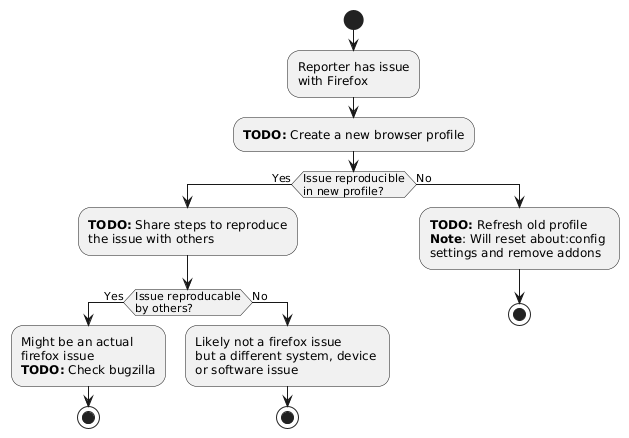 Reporter has issue
with Firefox
TODO: Create a new browser profile
Yes
Issue reproducible
in new profile?
No
TODO: Share steps to reproduce
the issue with others
TODO: Refresh old profile
Note: Will reset about:config
settings and remove addons
Yes
Issue reproducable
by others?
No
Might be an actual
firefox issue
TODO: Check bugzilla
Likely not a firefox issue
but a different system, device
or software issue